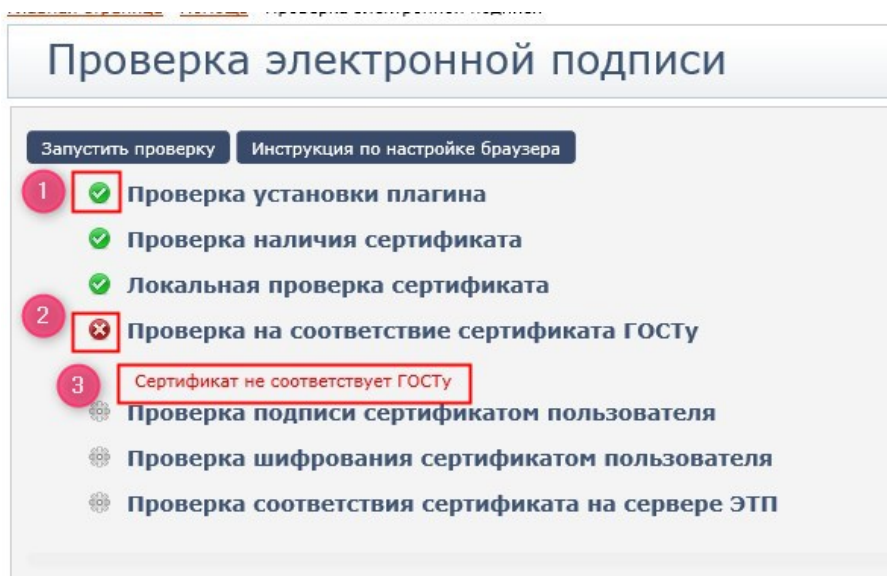 Проверка электронной подписи
Запустить проверку Инструкция по настройке браузера
1 Проверка установки плагина
Проверка наличия сертификата
Локальная проверка сертификата
2 Проверка на соответствие сертификата ГОСТу
3 Сертификат не соответствует ГОСТу
Проверка подписи сертификатом пользователя
Проверка шифрования сертификатом пользователя
Проверка соответствия сертификата на сервере ЭТП